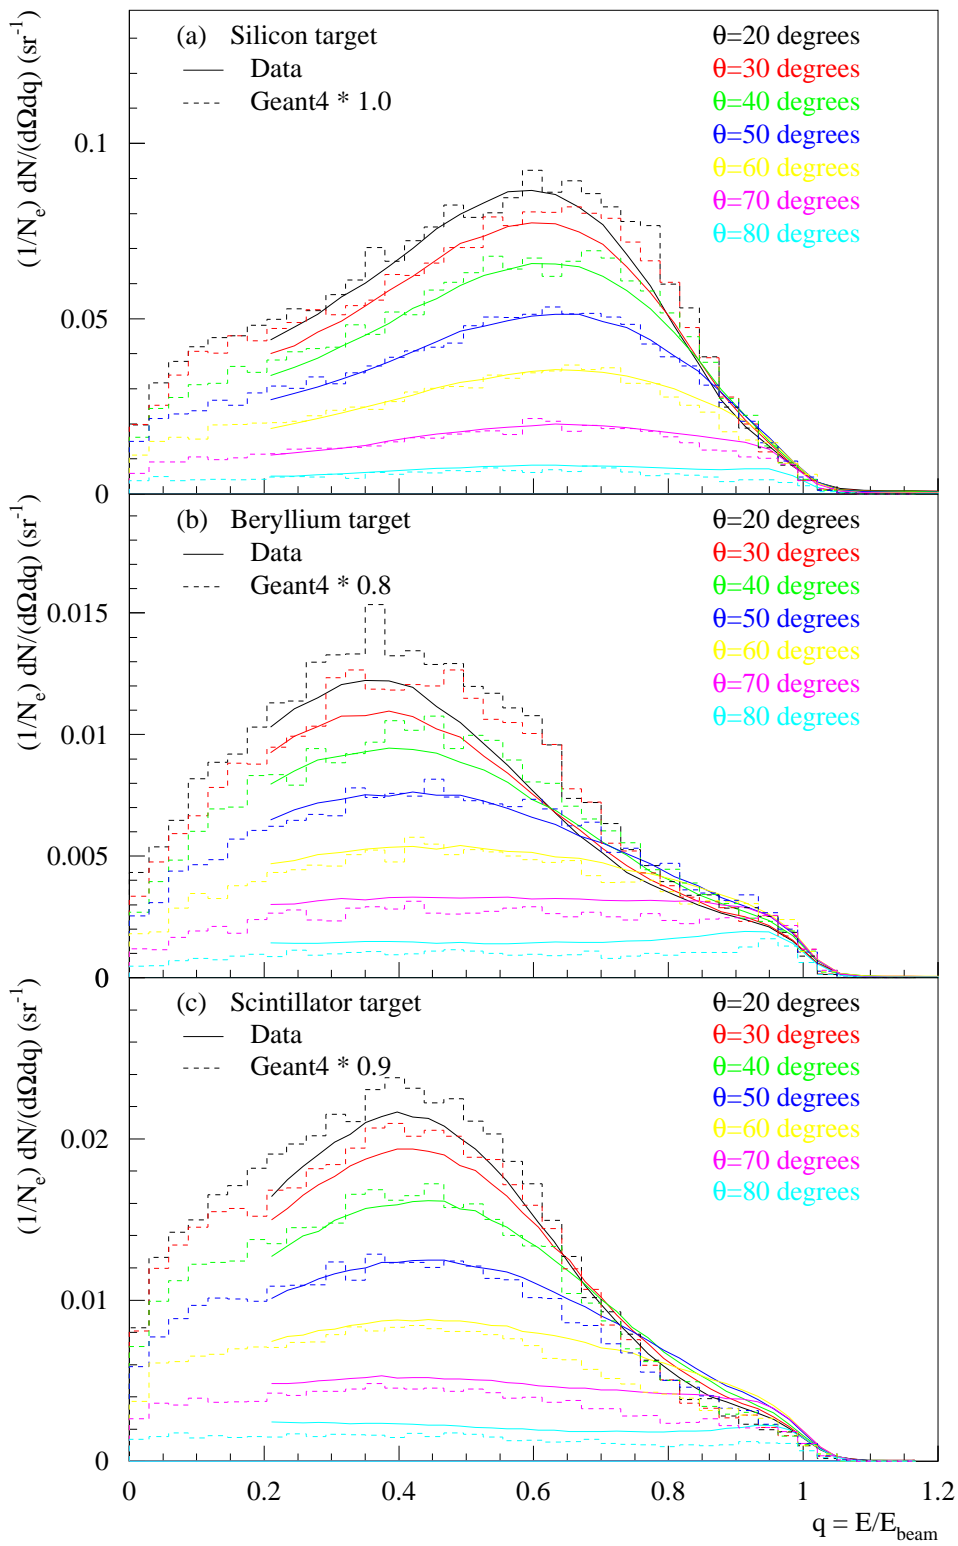 (a) Silicon target
Data
Geant4 * 1.0
θ=20 degrees
θ=30 degrees
θ=40 degrees
θ=50 degrees
θ=60 degrees
θ=70 degrees
θ=80 degrees
(1/N_e) dN/(dΩdq) (sr^-1)
0.1
0.05
0
(b) Beryllium target
Data
Geant4 * 0.8
θ=20 degrees
θ=30 degrees
θ=40 degrees
θ=50 degrees
θ=60 degrees
θ=70 degrees
θ=80 degrees
(1/N_e) dN/(dΩdq) (sr^-1)
0.015
0.01
0.005
0
(c) Scintillator target
Data
Geant4 * 0.9
θ=20 degrees
θ=30 degrees
θ=40 degrees
θ=50 degrees
θ=60 degrees
θ=70 degrees
θ=80 degrees
(1/N_e) dN/(dΩdq) (sr^-1)
0.02
0.01
0
0 0.2 0.4 0.6 0.8 1 1.2
q = E/E_beam